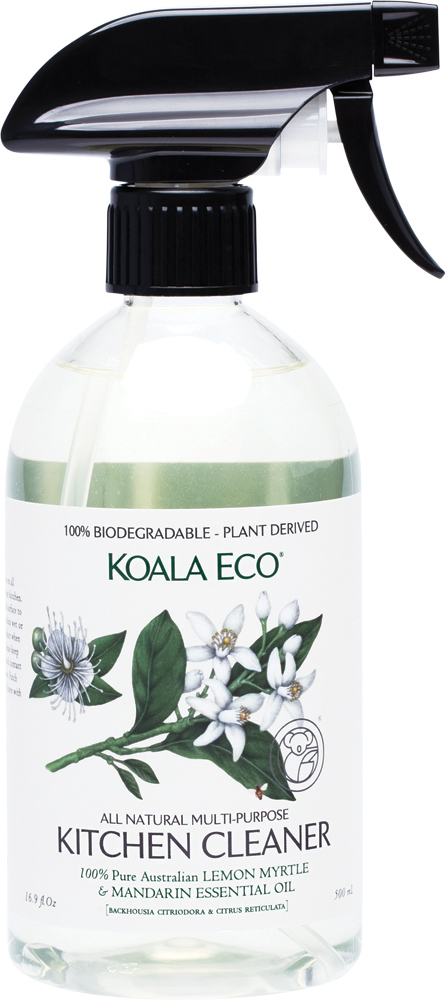 100% BIODEGRADABLE - PLANT DERIVED
KOALA ECO®
ALL NATURAL MULTI-PURPOSE
KITCHEN CLEANER
100% Pure Australian LEMON MYRTLE
& MANDARIN ESSENTIAL OIL
16.9 fl.Oz
500 mL
[BACKHOUSIA CITRIODORA & CITRUS RETICULATA]